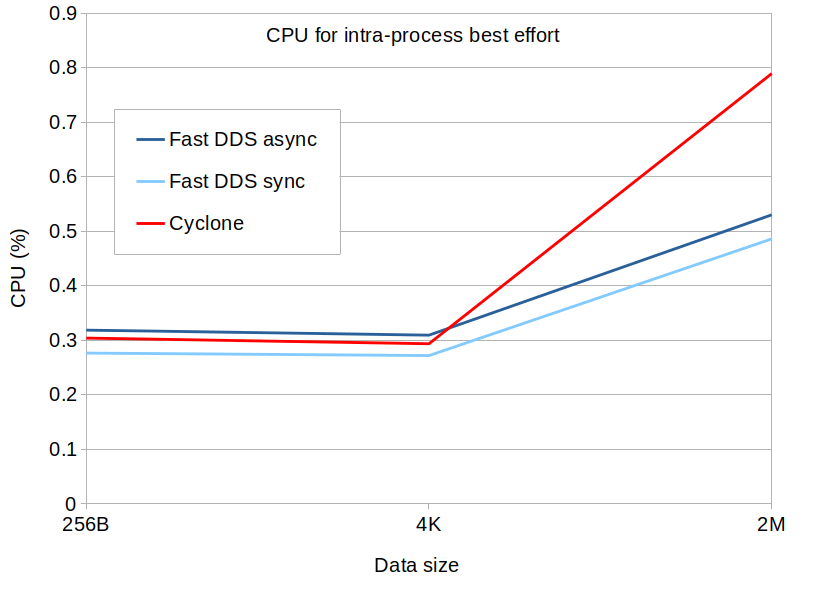 CPU for intra-process best effort
0.9
0.8
0.7
0.6
0.5
0.4
0.3
0.2
0.1
0
CPU (%)
Fast DDS async
Fast DDS sync
Cyclone
256B 4K 2M
Data size